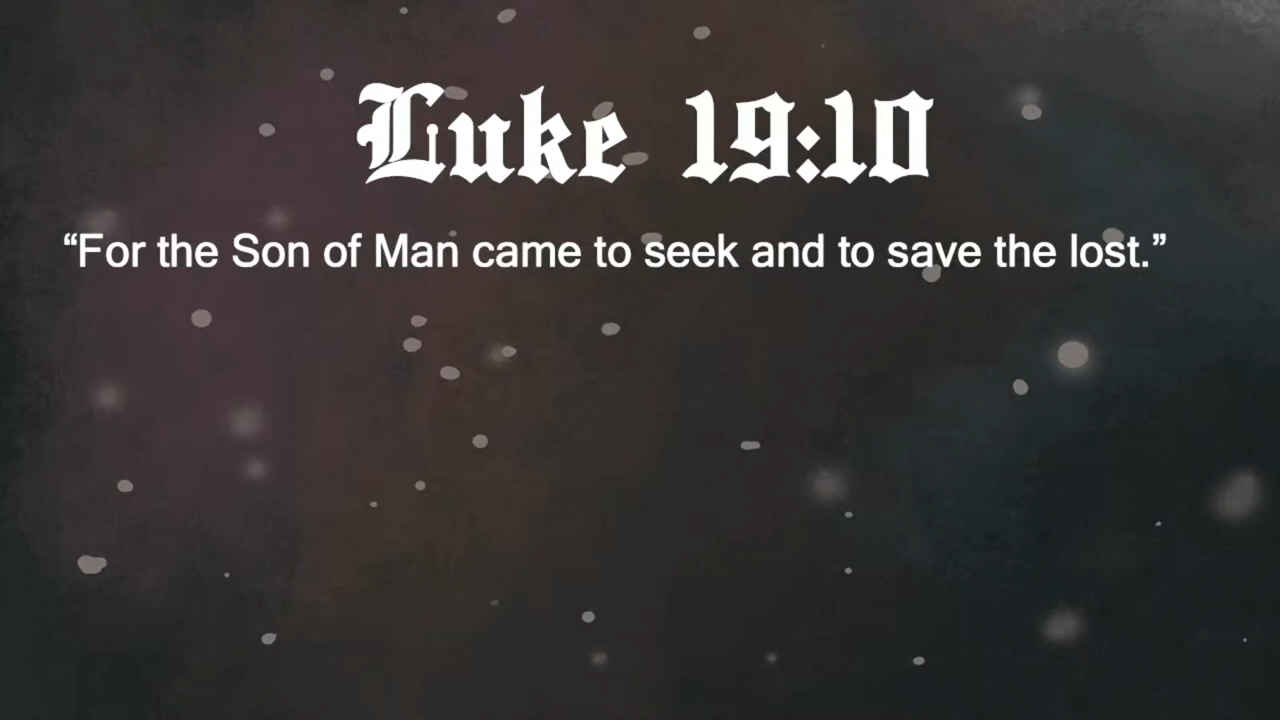 Luke 19:10
“For the Son of Man came to seek and to save the lost.”